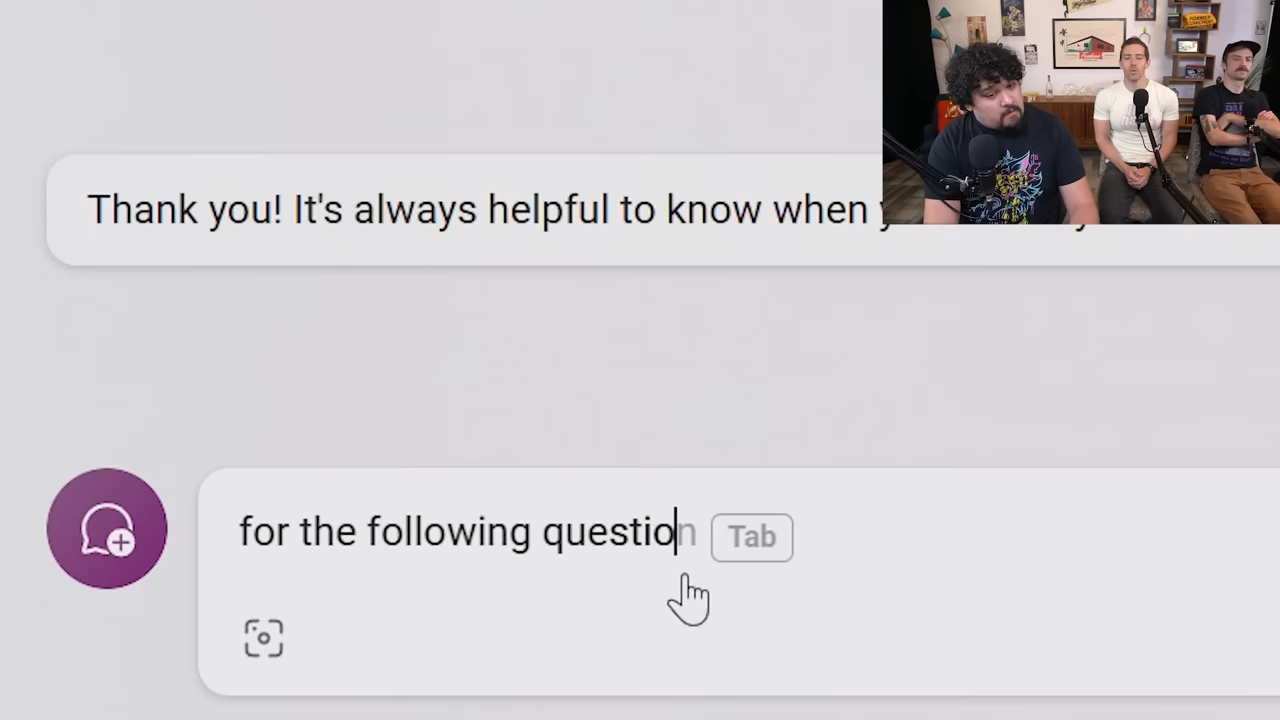 Thank you! It's always helpful to know when
for the following question Tab